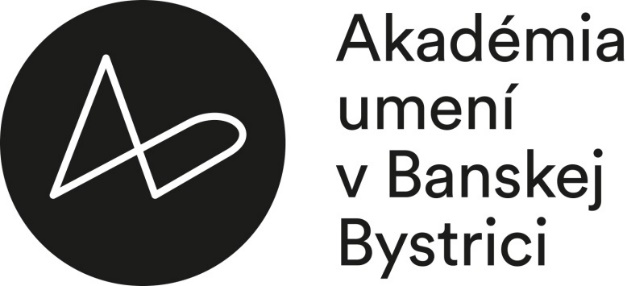 Akadémia
umení
v Banskej
Bystrici